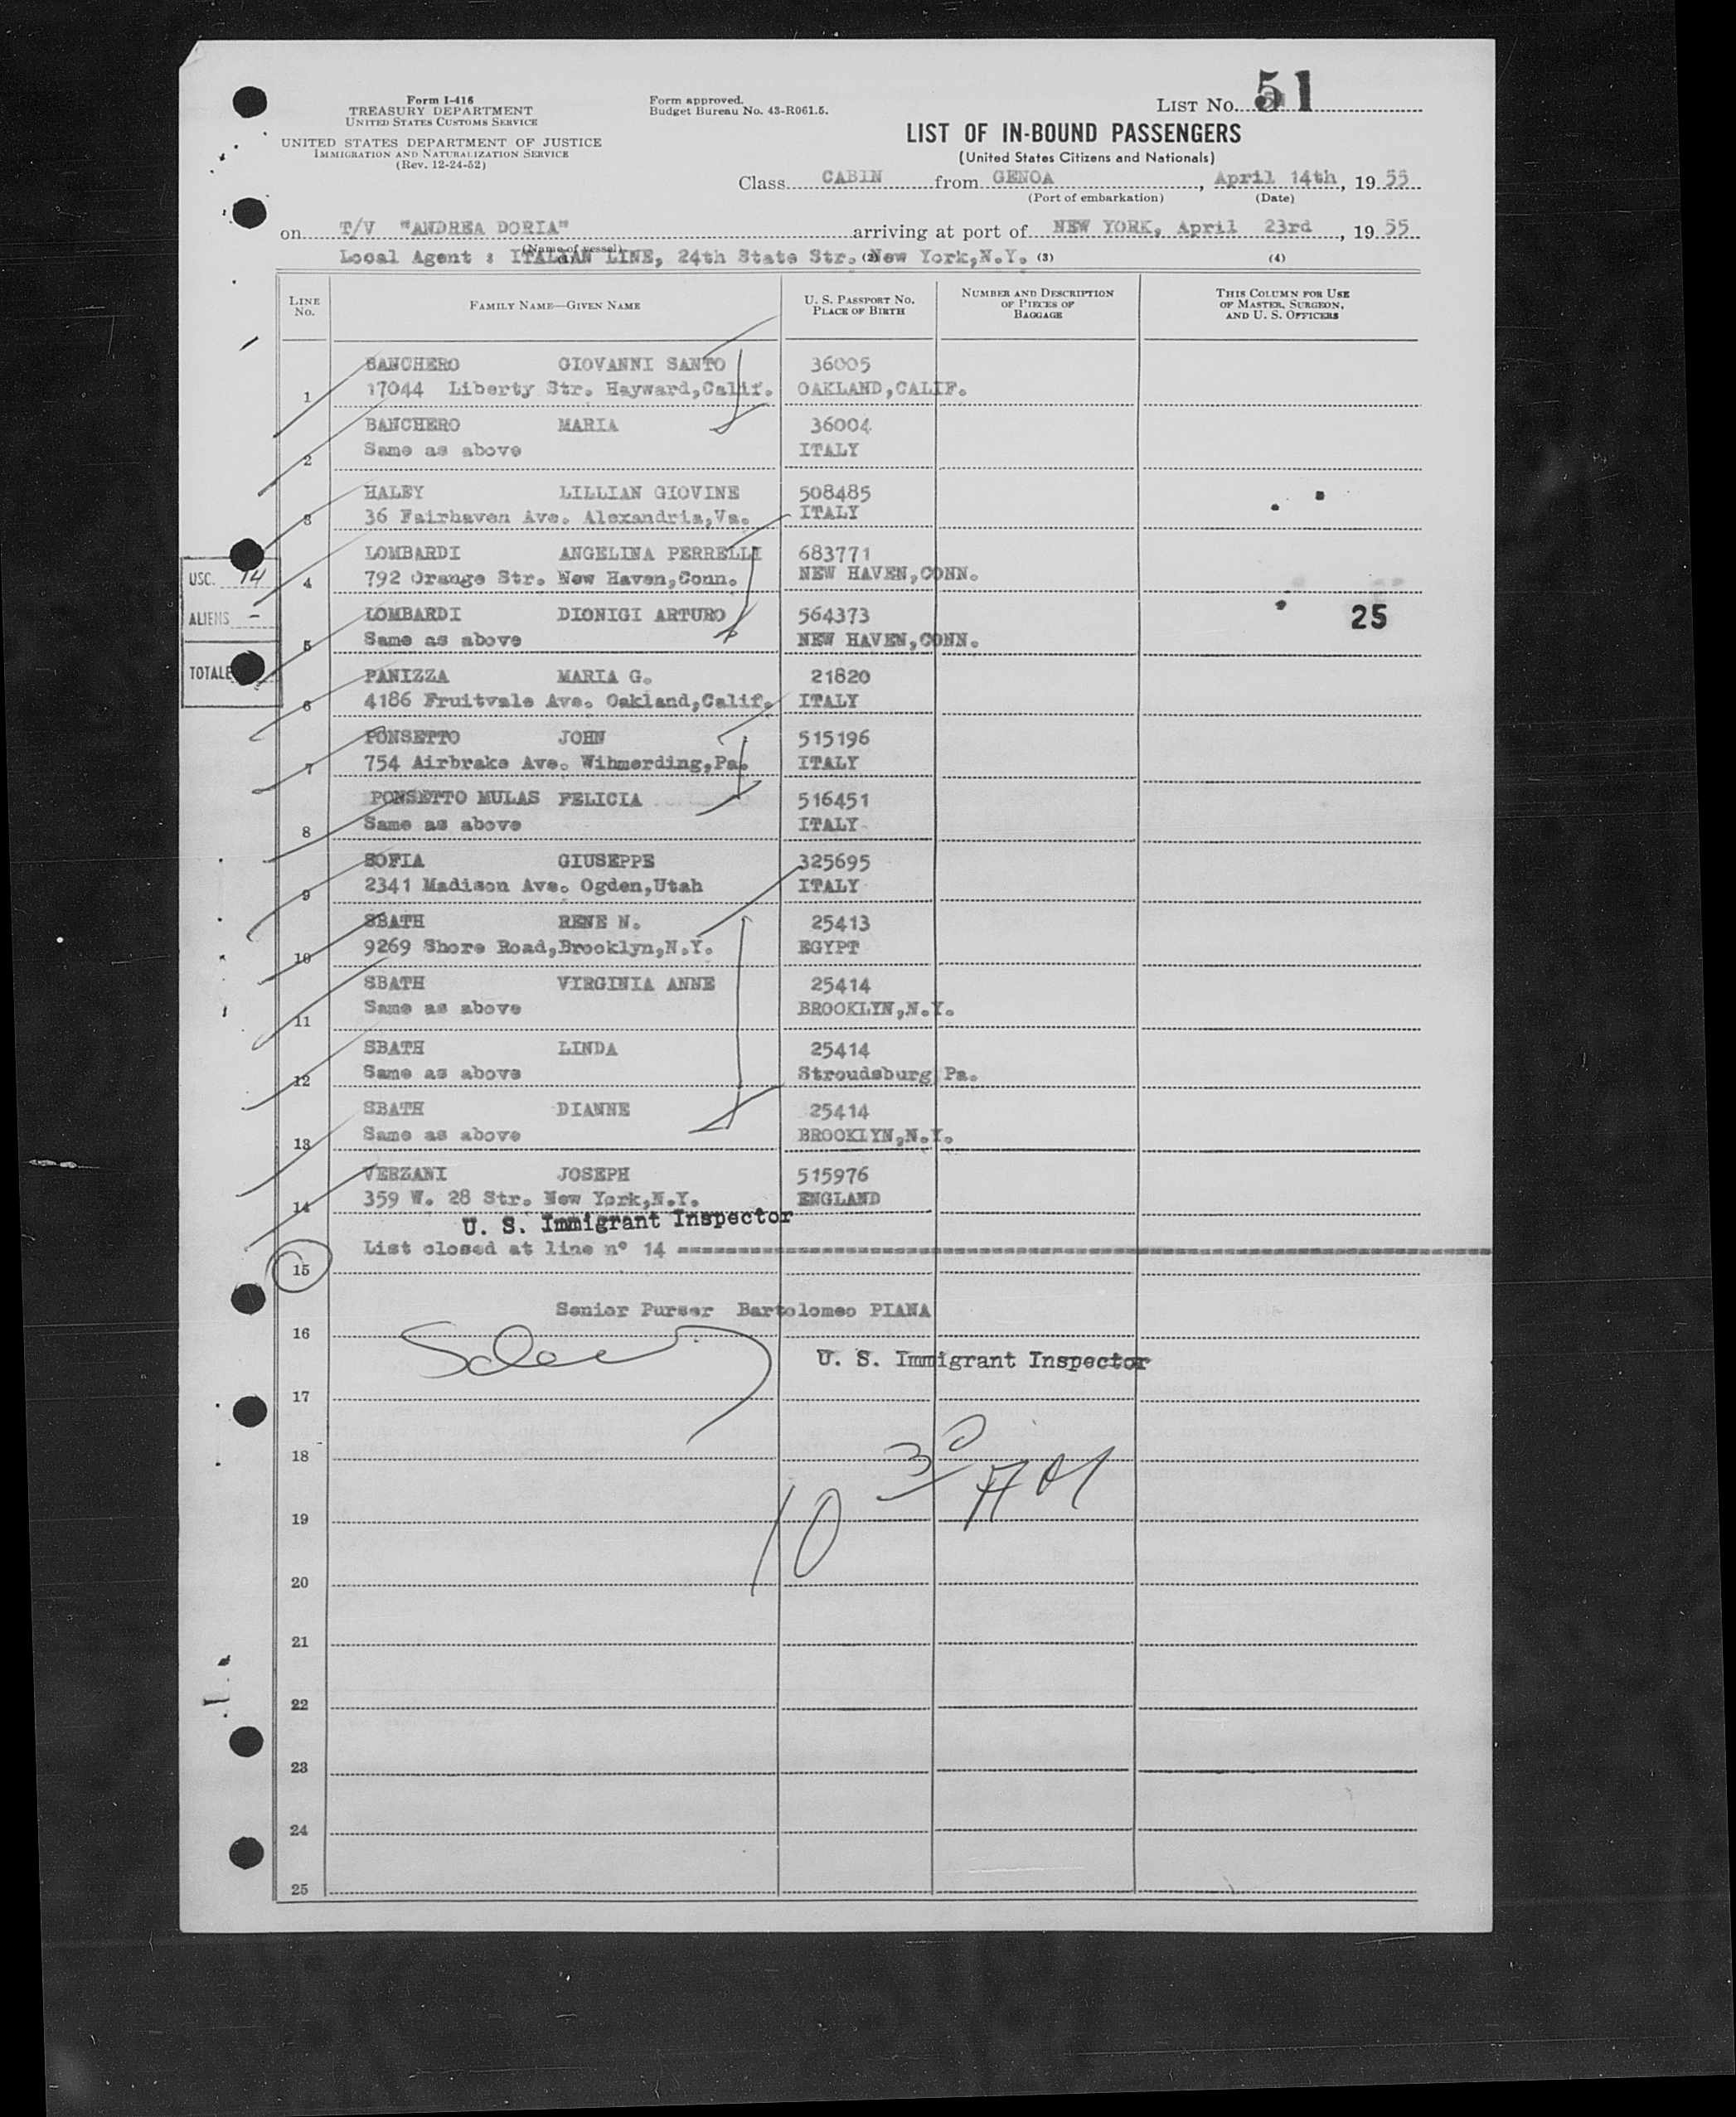 Form I-416
TREASURY DEPARTMENT
UNITED STATES CUSTOMS SERVICE
UNITED STATES DEPARTMENT OF JUSTICE
IMMIGRATION AND NATURALIZATION SERVICE
(Rev. 12-24-52)
Form approved.
Budget Bureau No. 43-R061.5.
LIST NO. 51
LIST OF IN-BOUND PASSENGERS
(United States Citizens and Nationals)
Class CABIN from GENOA, April 14th, 19 55
(Port of embarkation) (Date)
on T/V "ANDREA DORIA" arriving at port of NEW YORK, April 23rd, 19 55
(Name of vessel)
Local Agent : ITALIAN LINE, 24th State Str. New York,N.Y.
(2) (3) (4)
LINE NO. FAMILY NAME—GIVEN NAME U. S. PASSPORT NO. PLACE OF BIRTH NUMBER AND DESCRIPTION OF PIECES OF BAGGAGE THIS COLUMN FOR USE OF MASTER, SURGEON, AND U. S. OFFICERS
BANCHERO GIOVANNI SANTO 36005
1 17044 Liberty Str. Hayward,Calif. OAKLAND,CALIF.
BANCHERO MARIA 36004
2 Same as above ITALY
HALEY LILLIAN GIOVINE 508485
3 36 Fairhaven Ave. Alexandria,Va. ITALY
LOMBARDI ANGELINA PERRELLI 683771
4 792 Orange Str. New Haven,Conn. NEW HAVEN,CONN.
LOMBARDI DIONIGI ARTURO 564373 25
5 Same as above NEW HAVEN,CONN.
USC. 14
ALIENS -
TOTALE
PANIZZA MARIA G. 21820
6 4186 Fruitvale Ave. Oakland,Calif. ITALY
PONSETTO JOHN 515196
7 754 Airbrake Ave. Wihmerding,Pa. ITALY
PONSETTO MULAS FELICIA 516451
8 Same as above ITALY
SOFIA GIUSEPPE 325695
9 2341 Madison Ave. Ogden,Utah ITALY
SBATH RENE N. 25413
10 9269 Shore Road,Brooklyn,N.Y. EGYPT
SBATH VIRGINIA ANNE 25414
11 Same as above BROOKLYN,N.Y.
SBATH LINDA 25414
12 Same as above Stroudsburg Pa.
SBATH DIANNE 25414
13 Same as above BROOKLYN,N.Y.
VERZANI JOSEPH 515976
14 359 W. 28 Str. New York,N.Y. ENGLAND
U. S. Immigrant Inspector
List closed at line n° 14
15
Senior Purser Bartolomeo PIANA
16
U. S. Immigrant Inspector
17
18
10 30 AM
19
20
21
22
23
24
25